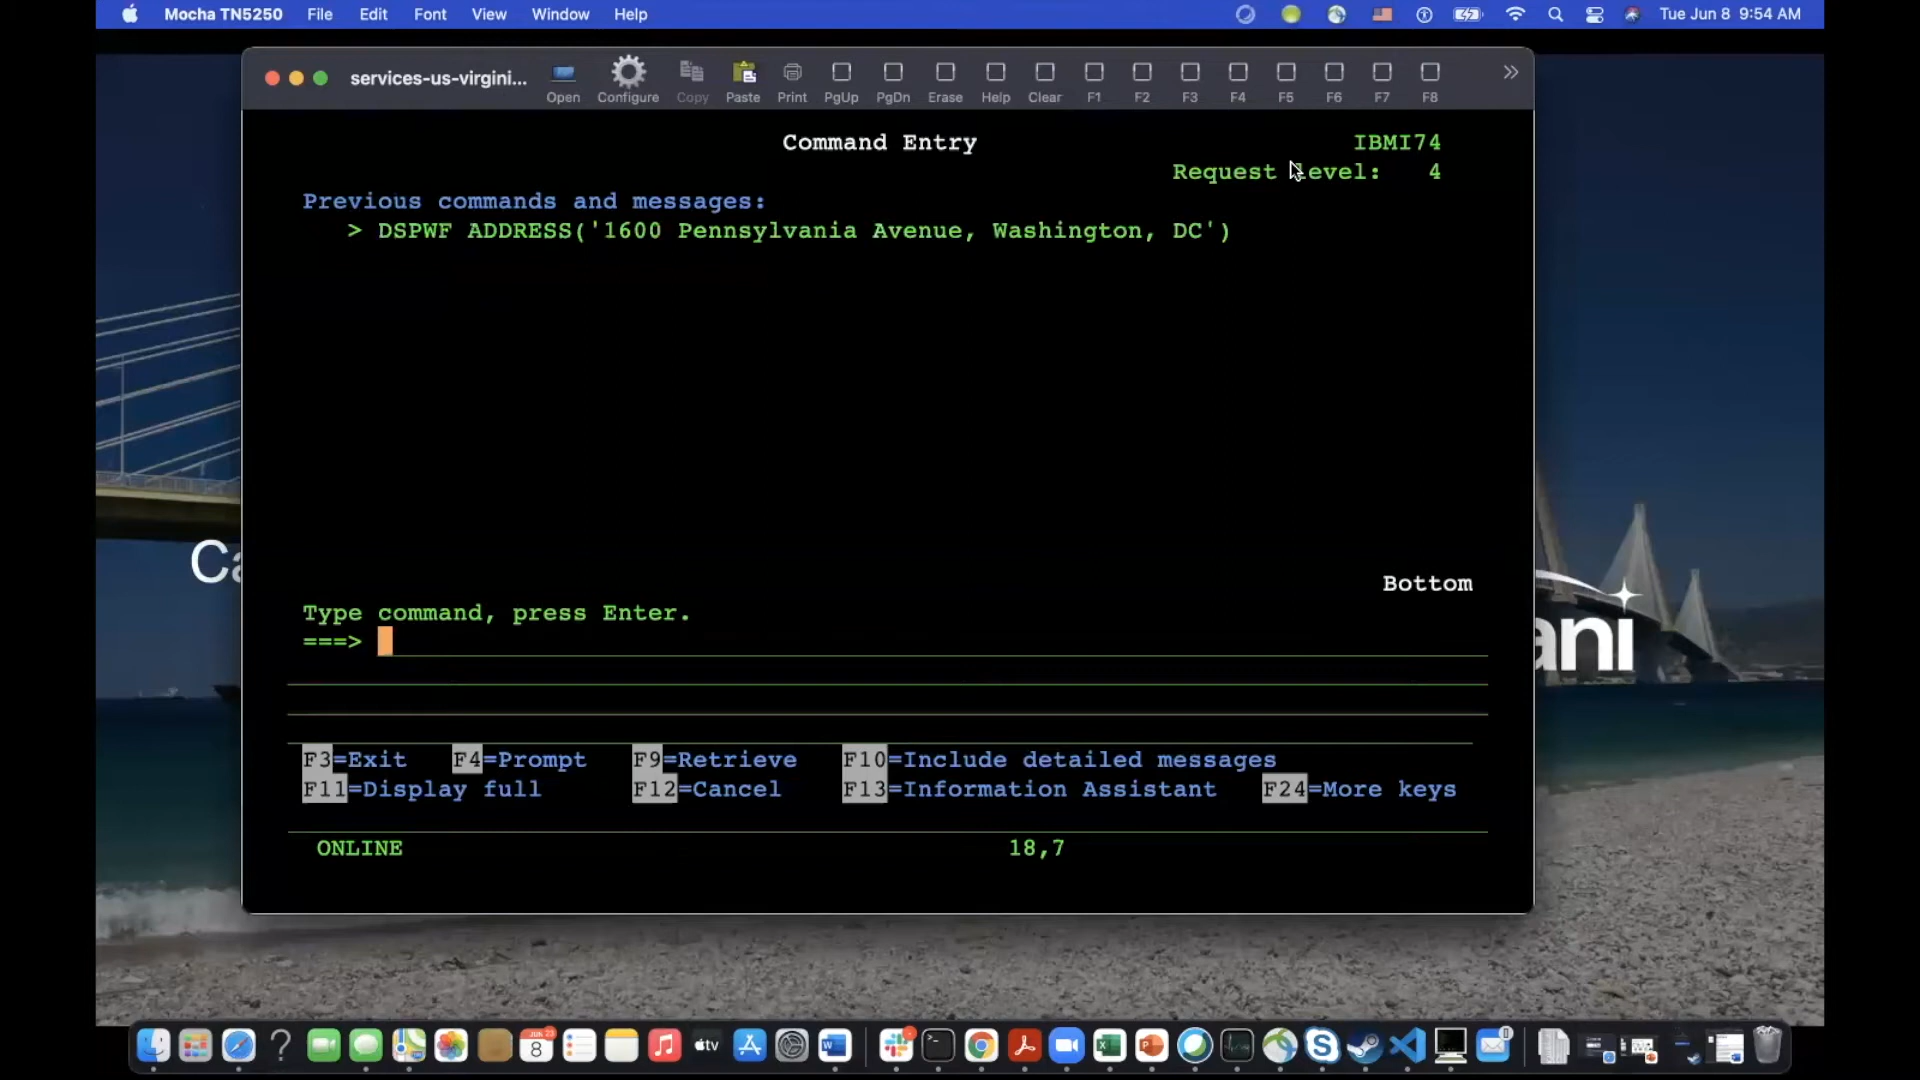 Mocha TN5250 File Edit Font View Window Help Tue Jun 8 9:54 AM
services-us-virgini...
Open Configure Copy Paste Print PgUp PgDn Erase Help Clear F1 F2 F3 F4 F5 F6 F7 F8
Command Entry IBMI74
Request Level: 4
Previous commands and messages:
> DSPWF ADDRESS('1600 Pennsylvania Avenue, Washington, DC')
Ca
ani
Bottom
Type command, press Enter.
===>
F3=Exit F4=Prompt F9=Retrieve F10=Include detailed messages
F11=Display full F12=Cancel F13=Information Assistant F24=More keys
ONLINE 18,7
8
tv